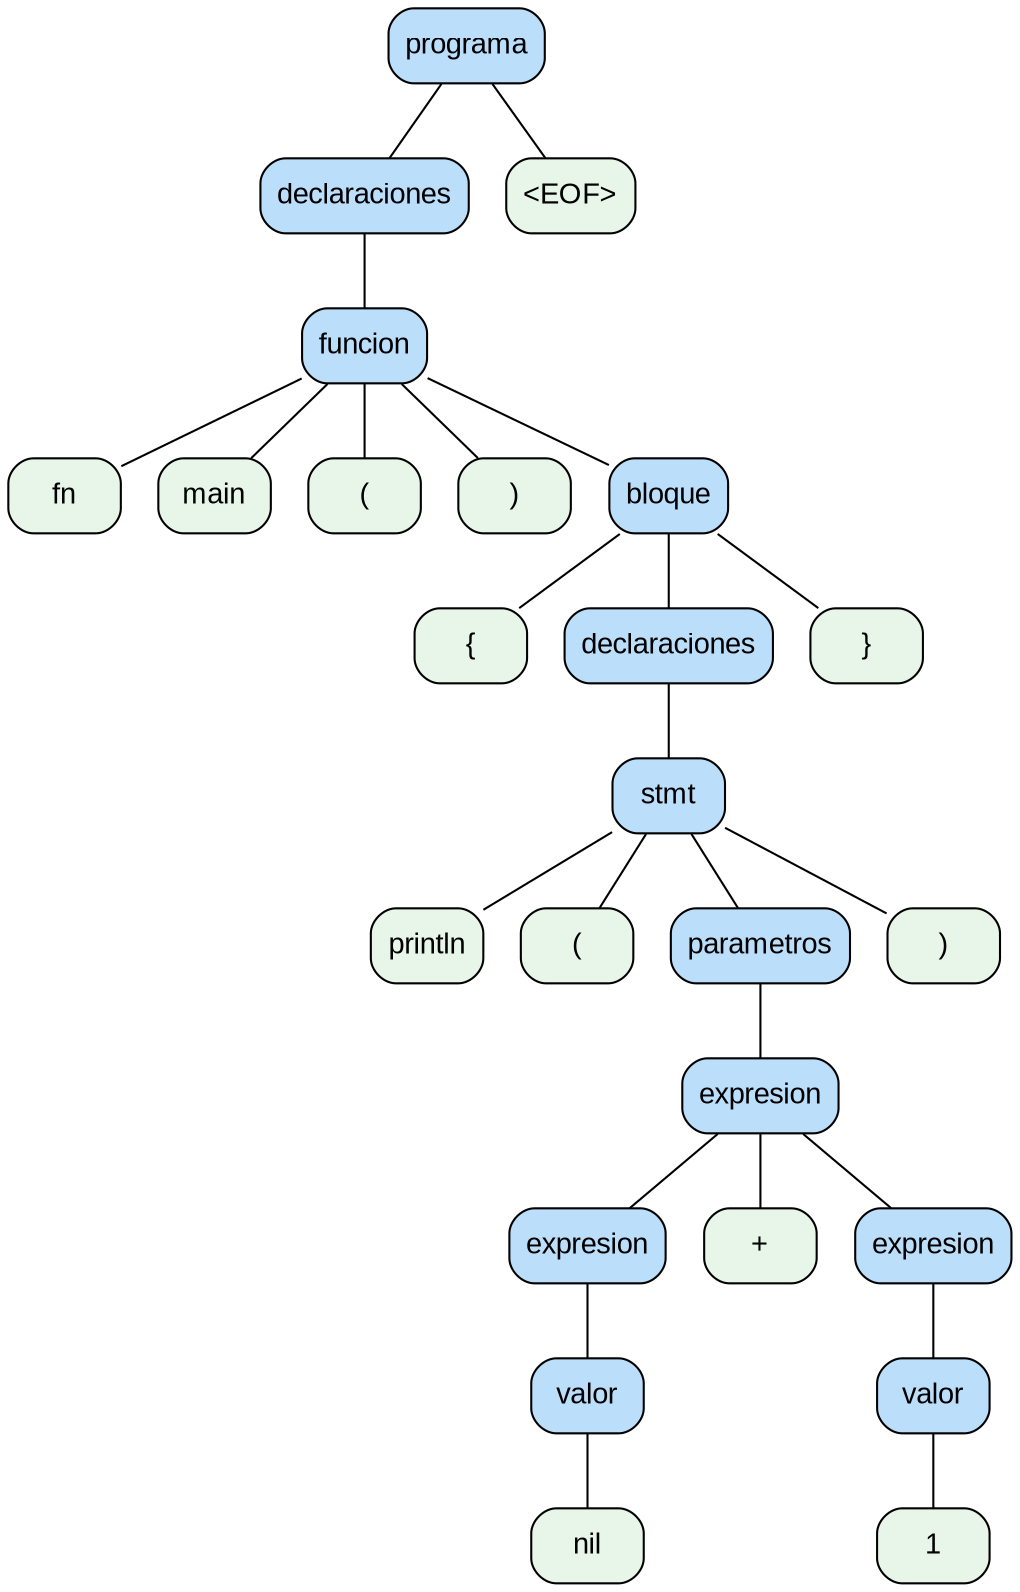 programa
declaraciones
<EOF>
funcion
fn
main
(
)
bloque
{
declaraciones
}
stmt
println
(
parametros
)
expresion
expresion
+
expresion
valor
valor
nil
1